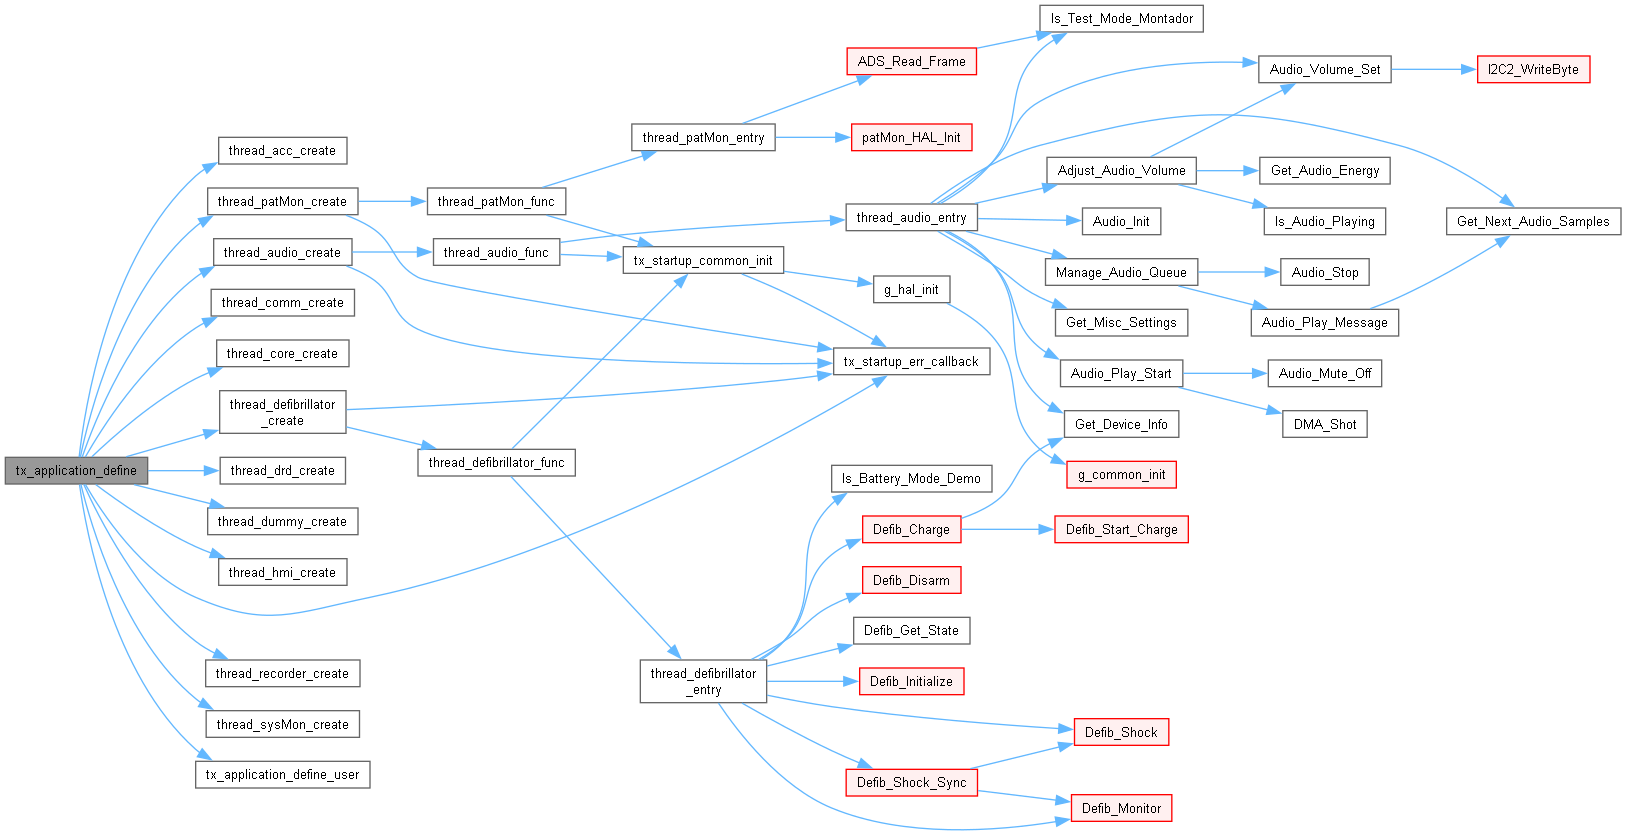 Is_Test_Mode_Montador
ADS_Read_Frame
Audio_Volume_Set
I2C2_WriteByte
thread_patMon_entry
patMon_HAL_Init
thread_acc_create
Adjust_Audio_Volume
Get_Audio_Energy
thread_patMon_create
thread_patMon_func
thread_audio_entry
Audio_Init
Is_Audio_Playing
Get_Next_Audio_Samples
thread_audio_create
thread_audio_func
tx_startup_common_init
Manage_Audio_Queue
Audio_Stop
g_hal_init
thread_comm_create
Get_Misc_Settings
Audio_Play_Message
thread_core_create
tx_startup_err_callback
Audio_Play_Start
Audio_Mute_Off
thread_defibrillator
_create
Get_Device_Info
DMA_Shot
tx_application_define
thread_drd_create
thread_defibrillator_func
Is_Battery_Mode_Demo
g_common_init
thread_dummy_create
Defib_Charge
Defib_Start_Charge
thread_hmi_create
Defib_Disarm
Defib_Get_State
thread_recorder_create
thread_defibrillator
_entry
Defib_Initialize
thread_sysMon_create
Defib_Shock
tx_application_define_user
Defib_Shock_Sync
Defib_Monitor